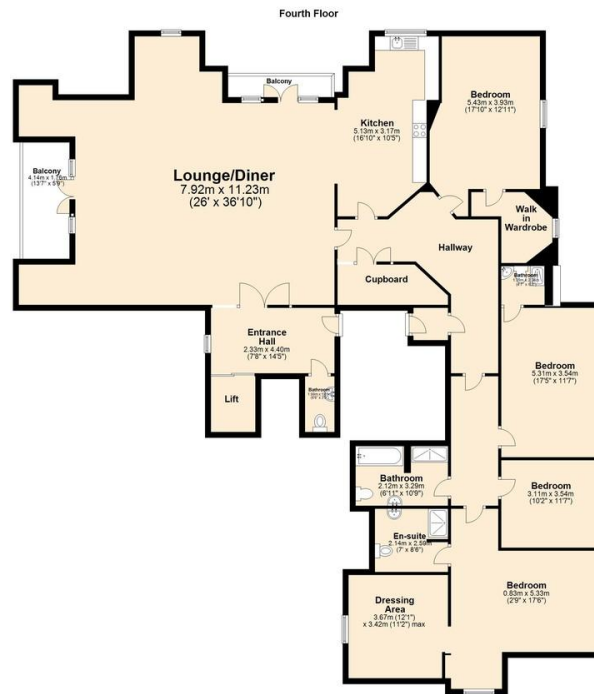 Fourth Floor
Balcony
Bedroom
5.43m x 3.93m
(17'10" x 12'11")
Kitchen
5.13m x 3.17m
(16'10" x 10'5")
Balcony
4.14m x 1.76m
(13'7" x 5'9")
Lounge/Diner
7.92m x 11.23m
(26' x 36'10")
Walk
in
Wardrobe
Hallway
Cupboard
Bathroom
Entrance
Hall
2.33m x 4.40m
(7'8" x 14'5")
Bedroom
5.31m x 3.54m
(17'5" x 11'7")
Lift
Bathroom
Bathroom
2.12m x 3.29m
(6'11" x 10'9")
Bedroom
3.11m x 3.54m
(10'2" x 11'7")
En-suite
2.14m x 2.59m
(7' x 8'6")
Bedroom
0.83m x 5.33m
(2'9" x 17'6")
Dressing
Area
3.67m (12'1")
x 3.42m (11'2") max